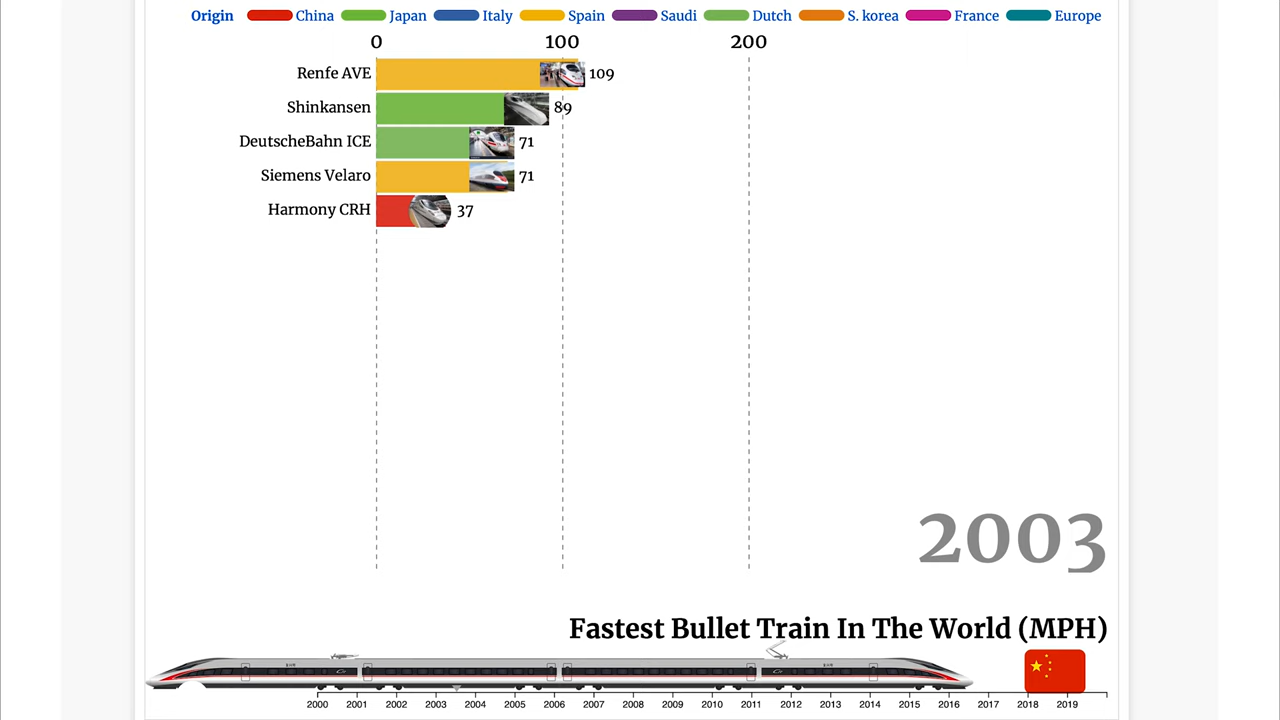 Origin China Japan Italy Spain Saudi Dutch S. korea France Europe
0 100 200
Renfe AVE 109
Shinkansen 89
DeutscheBahn ICE 71
Siemens Velaro 71
Harmony CRH 37
2003
Fastest Bullet Train In The World (MPH)
2000 2001 2002 2003 2004 2005 2006 2007 2008 2009 2010 2011 2012 2013 2014 2015 2016 2017 2018 2019